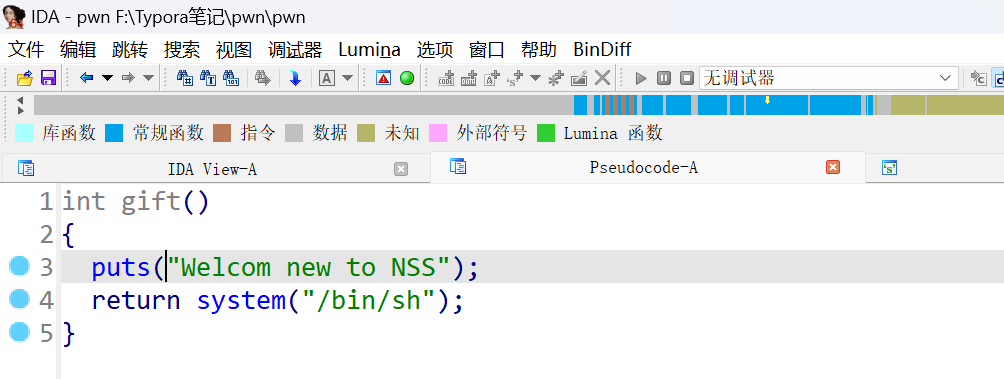 IDA - pwn F:\Typora笔记\pwn\pwn
文件 编辑 跳转 搜索 视图 调试器 Lumina 选项 窗口 帮助 BinDiff
无调试器
库函数 常规函数 指令 数据 未知 外部符号 Lumina 函数
IDA View-A Pseudocode-A
1 int gift()
2 {
3   puts("Welcom new to NSS");
4   return system("/bin/sh");
5 }